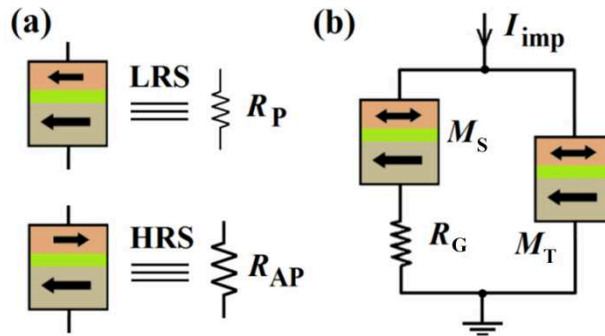 (a)
LRS
R_P
HRS
R_AP
(b)
I_imp
M_S
R_G
M_T